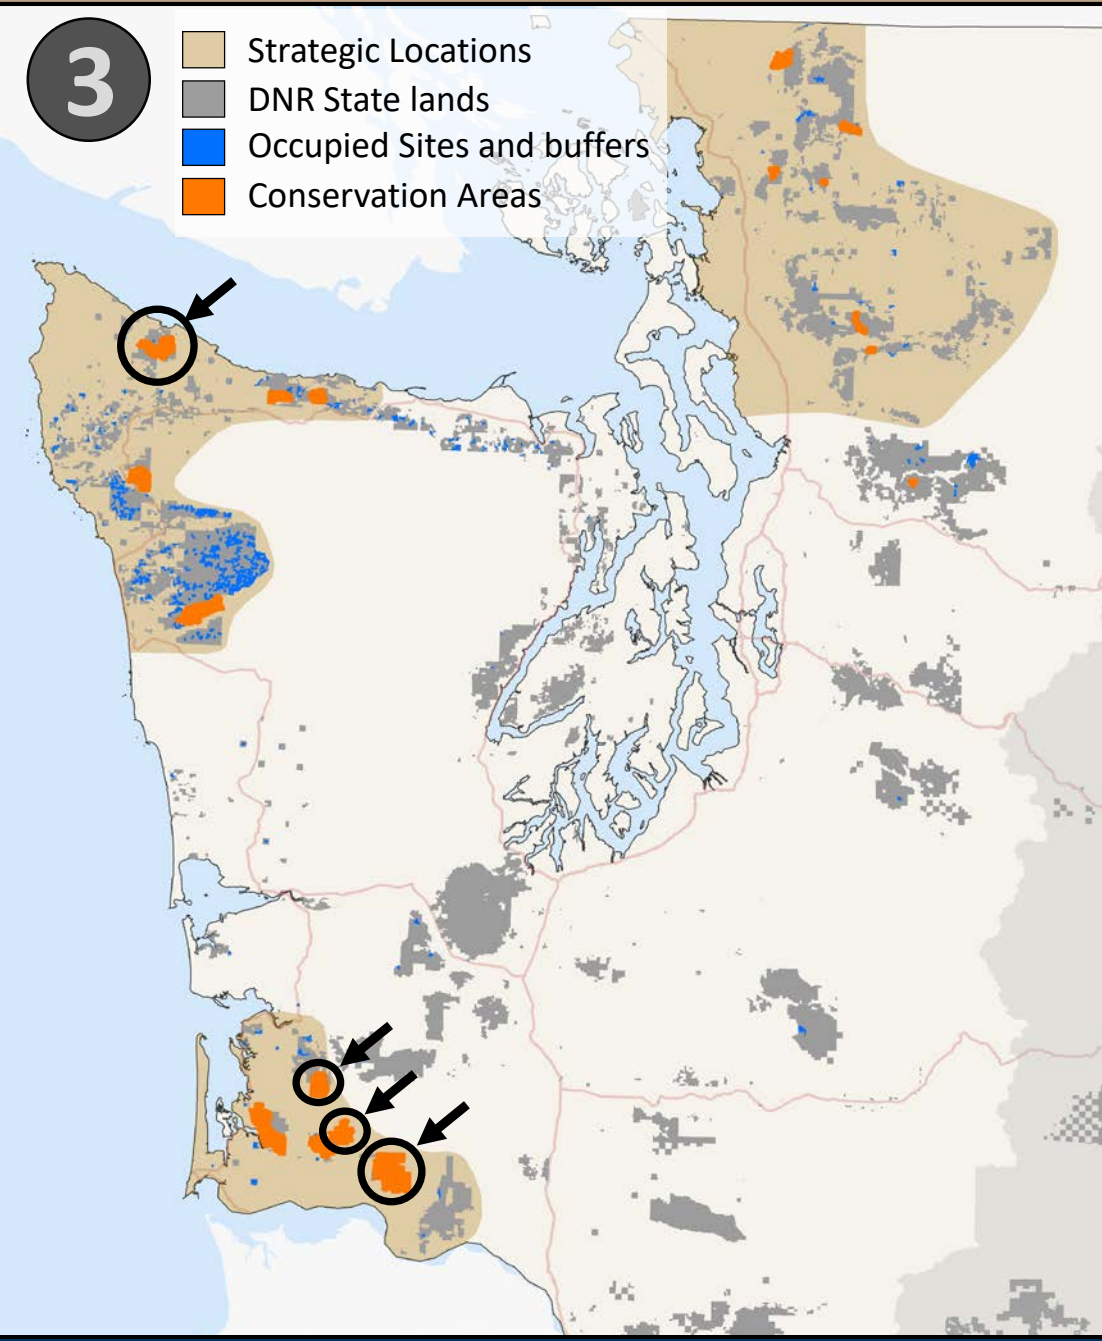 3
Strategic Locations
DNR State lands
Occupied Sites and buffers
Conservation Areas